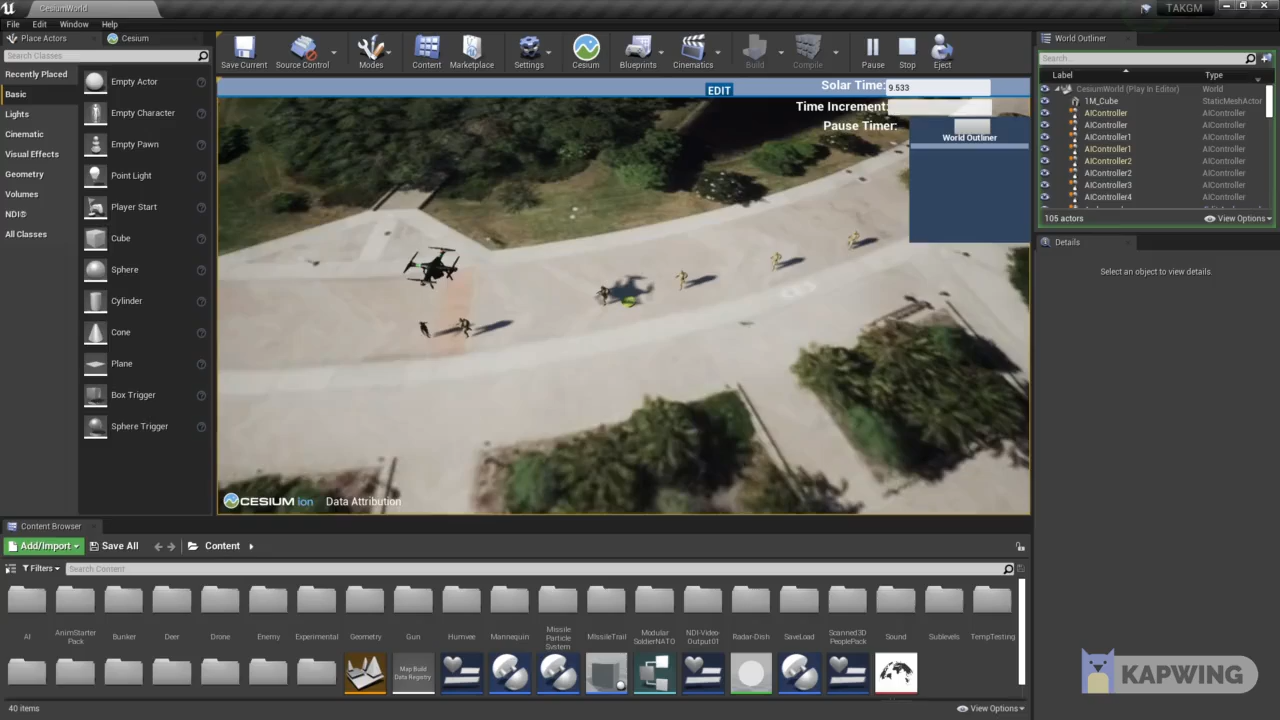 CesiumWorld
TAKGM
File Edit Window Help
Place Actors
Cesium
Search Classes
Recently Placed
Basic
Lights
Cinematic
Visual Effects
Geometry
Volumes
NDI®
All Classes
Empty Actor
Empty Character
Empty Pawn
Point Light
Player Start
Cube
Sphere
Cylinder
Cone
Plane
Box Trigger
Sphere Trigger
Save Current
Source Control
Modes
Content
Marketplace
Settings
Cesium
Blueprints
Cinematics
Build
Compile
Pause
Stop
Eject
EDIT
Solar Time: 9.533
Time Increment:
Pause Timer:
World Outliner
CESIUM ion Data Attribution
World Outliner
Search...
Label Type
CesiumWorld (Play In Editor) World
1M_Cube StaticMeshActor
AIController AIController
AIController AIController
AIController1 AIController
AIController1 AIController
AIController2 AIController
AIController2 AIController
AIController3 AIController
AIController4 AIController
105 actors View Options
Details
Select an object to view details.
Content Browser
Add/Import Save All Content
Filters Search Content
AI
AnimStarter
Pack
Bunker
Deer
Drone
Enemy
Experimental
Geometry
Gun
Humvee
Mannequin
Missile
Particle
System
MissileTrail
Modular
SoldierNATO
NDI-Video-
Output01
Radar-Dish
SaveLoad
Scanned3D
PeoplePack
Sound
Sublevels
TempTesting
Map Build
Data Registry
40 items
View Options
KAPWING